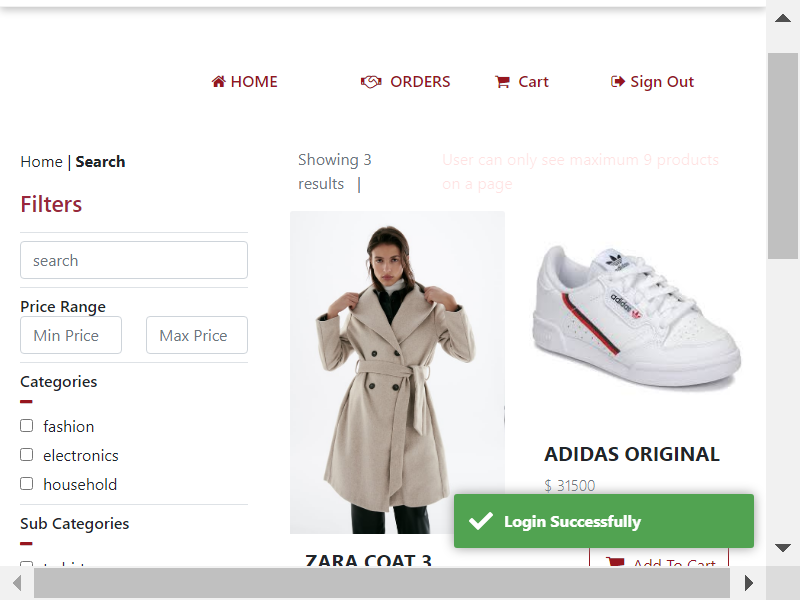 HOME
ORDERS
Cart
Sign Out
Home | Search
Showing 3
results |
User can only see maximum 9 products
on a page
Filters
search
Price Range
Min Price
Max Price
Categories
fashion
electronics
household
Sub Categories
adidas
ADIDAS ORIGINAL
$ 31500
Login Successfully
ZARA COAT 3
Add To Cart